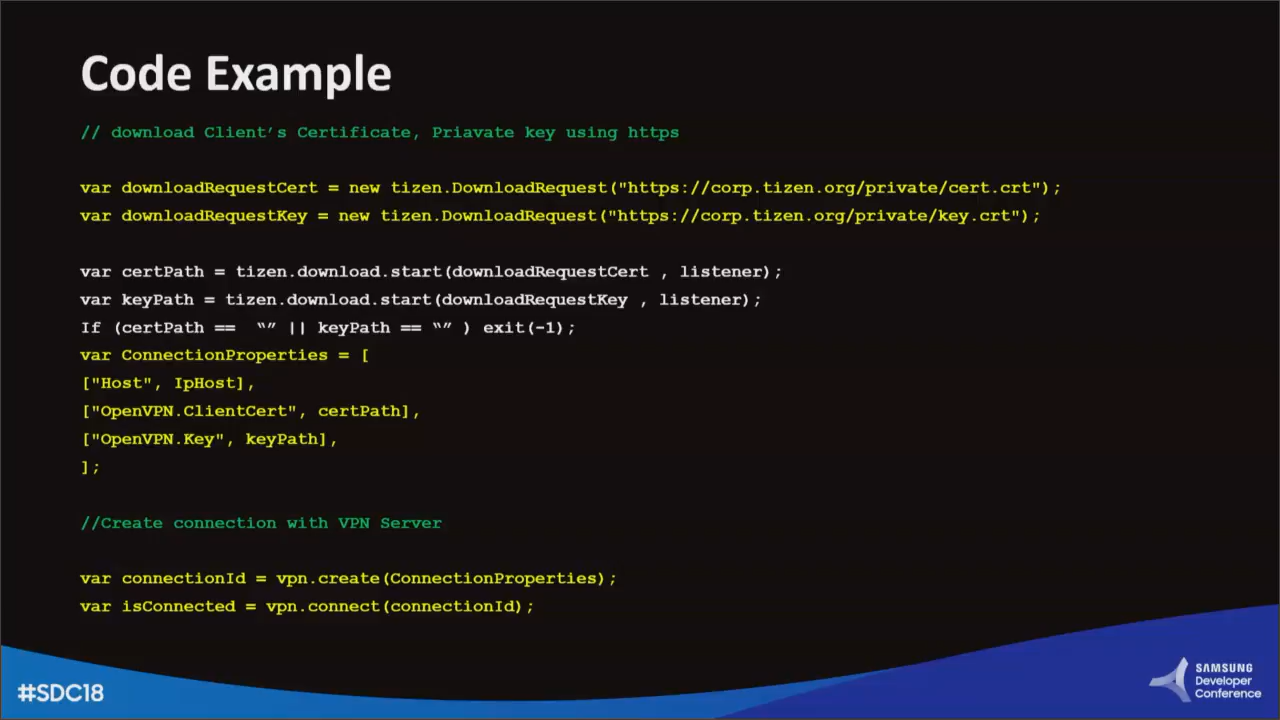 Code Example
// download Client’s Certificate, Priavate key using https
var downloadRequestCert = new tizen.DownloadRequest("https://corp.tizen.org/private/cert.crt");
var downloadRequestKey = new tizen.DownloadRequest("https://corp.tizen.org/private/key.crt");
var certPath = tizen.download.start(downloadRequestCert , listener);
var keyPath = tizen.download.start(downloadRequestKey , listener);
If (certPath ==  “” || keyPath == “” ) exit(-1);
var ConnectionProperties = [
["Host", IpHost],
["OpenVPN.ClientCert", certPath],
["OpenVPN.Key", keyPath],
];
//Create connection with VPN Server
var connectionId = vpn.create(ConnectionProperties);
var isConnected = vpn.connect(connectionId);
#SDC18
SAMSUNG
Developer
Conference